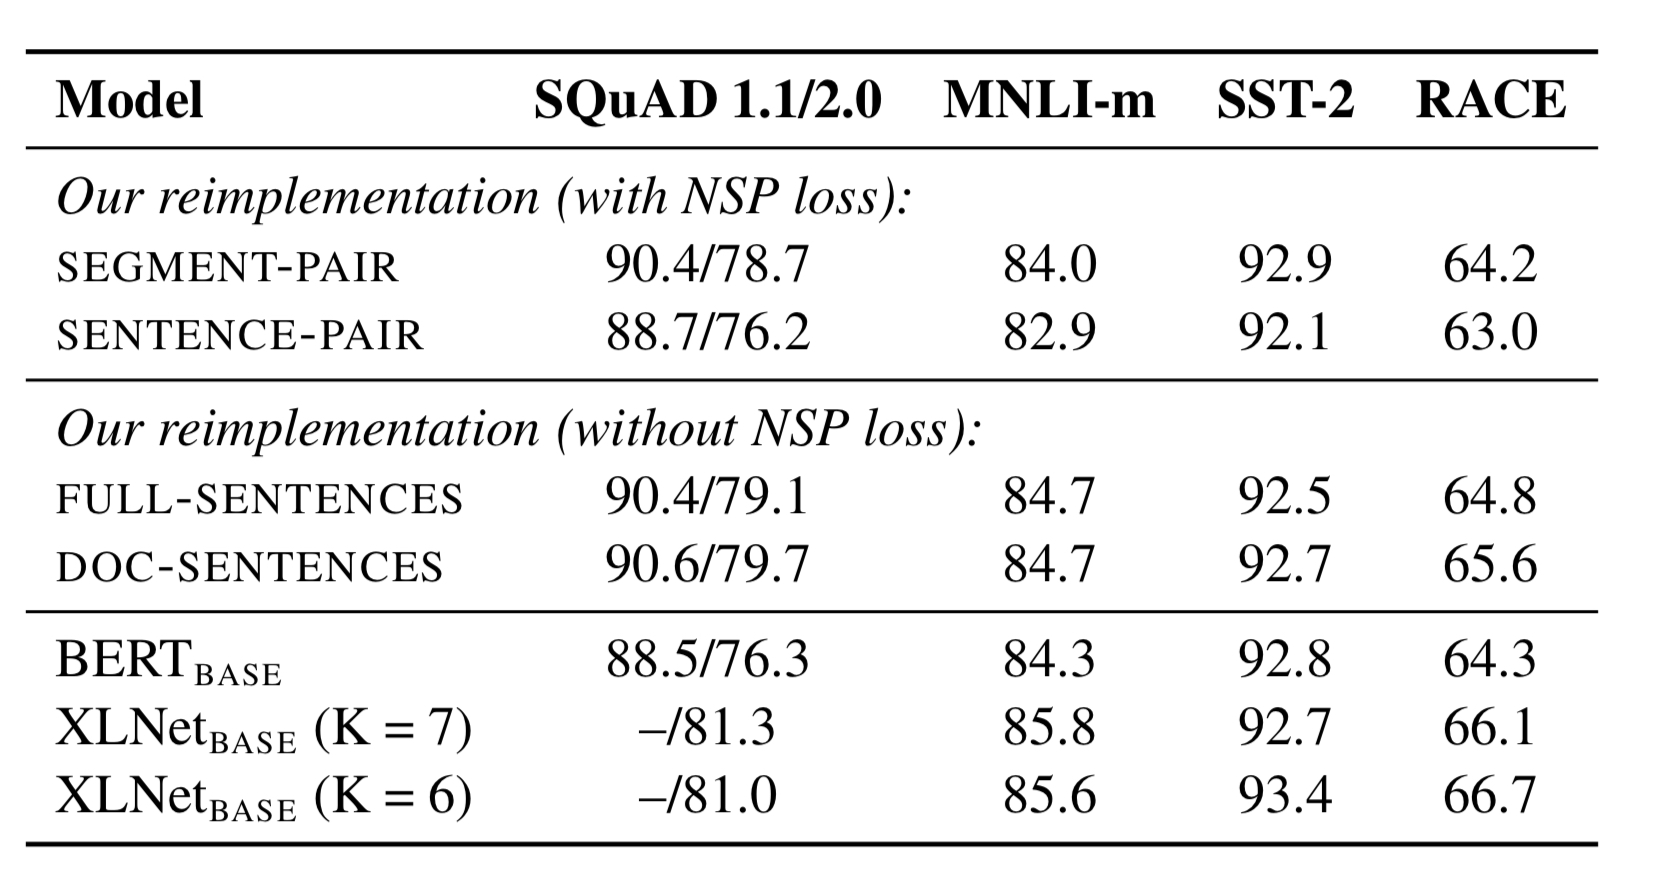 Model SQuAD 1.1/2.0 MNLI-m SST-2 RACE
Our reimplementation (with NSP loss):
SEGMENT-PAIR 90.4/78.7 84.0 92.9 64.2
SENTENCE-PAIR 88.7/76.2 82.9 92.1 63.0
Our reimplementation (without NSP loss):
FULL-SENTENCES 90.4/79.1 84.7 92.5 64.8
DOC-SENTENCES 90.6/79.7 84.7 92.7 65.6
BERT BASE 88.5/76.3 84.3 92.8 64.3
XLNet BASE (K = 7) –/81.3 85.8 92.7 66.1
XLNet BASE (K = 6) –/81.0 85.6 93.4 66.7